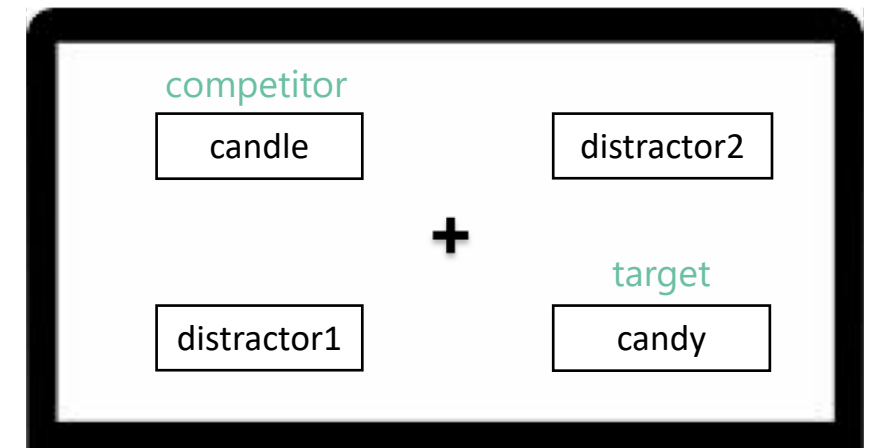 competitor
candle
distractor2
+
target
distractor1
candy